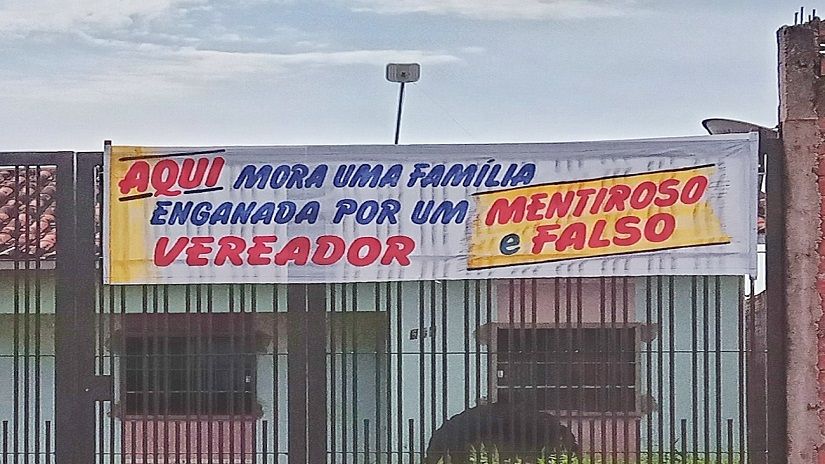 AQUI MORA UMA FAMÍLIA
ENGANADA POR UM MENTIROSO
VEREADOR e FALSO